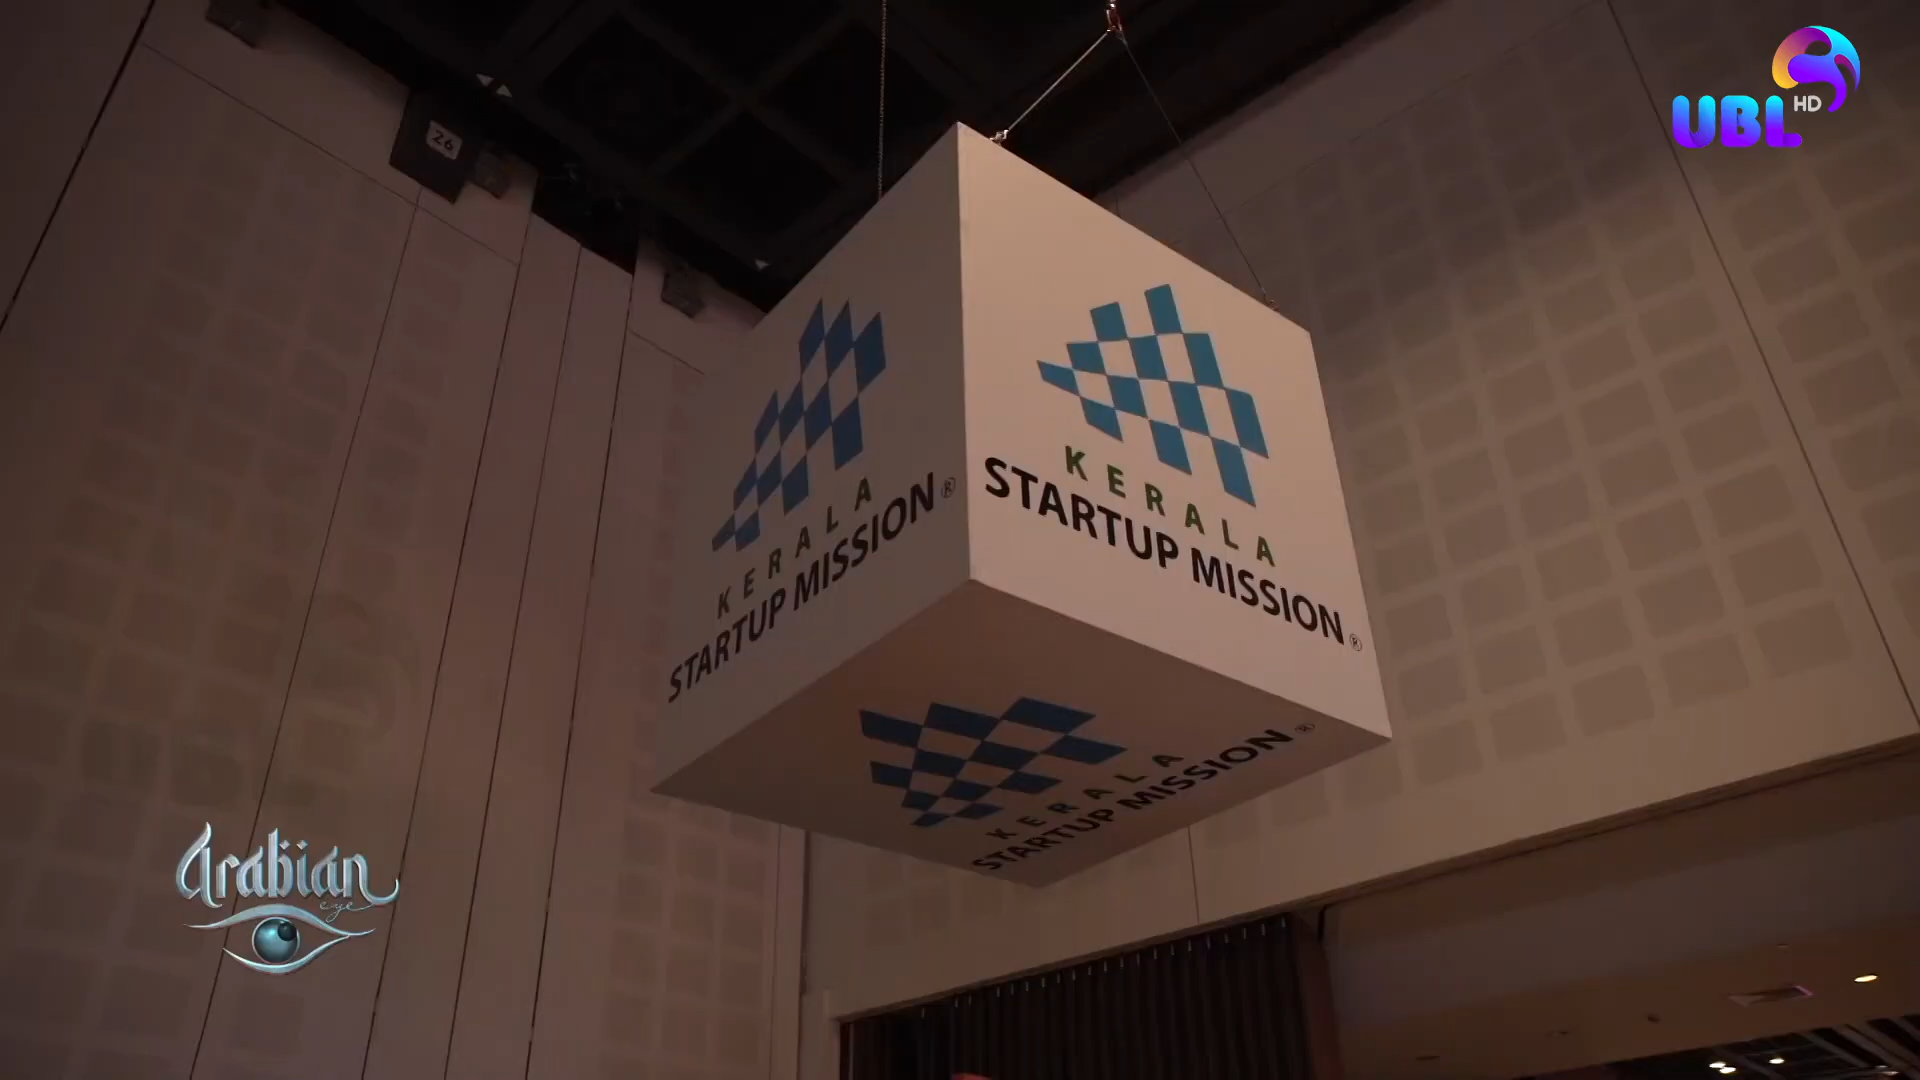 UBL HD
26
KERALA
STARTUP MISSION®
KERALA
STARTUP MISSION®
KERALA
STARTUP MISSION®
Arabian
eye